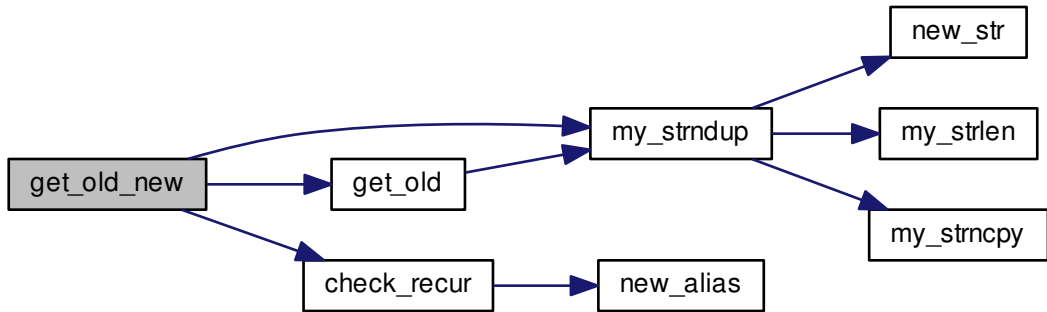 get_old_new
get_old
check_recur
my_strndup
new_alias
new_str
my_strlen
my_strncpy